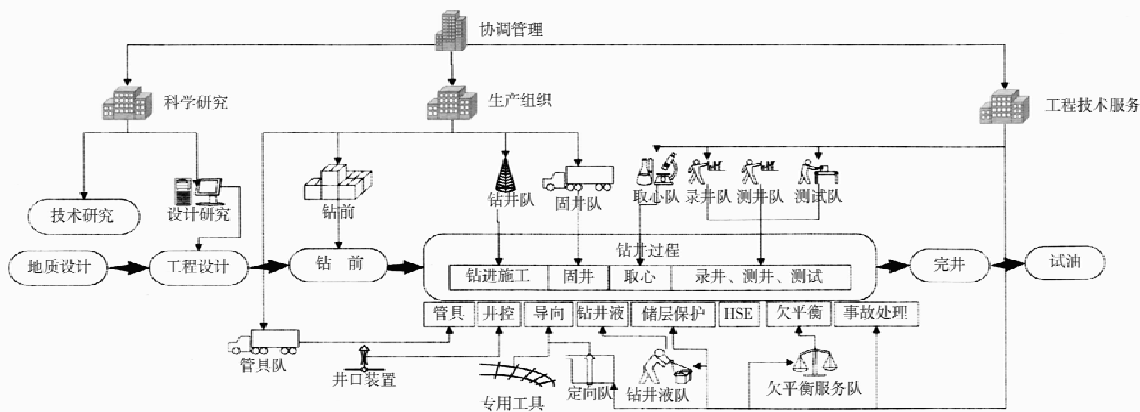 协调管理
科学研究
生产组织
工程技术服务
技术研究
设计研究
钻前
钻井队
固井队
取心队
录井队
测井队
测试队
地质设计
工程设计
钻 前
钻井过程
钻进施工
固井
取心
录井、测井、测试
完井
试油
管具
井控
导向
钻井液
储层保护
HSE
欠平衡
事故处理
管具队
井口装置
专用工具
定向队
钻井液队
欠平衡服务队